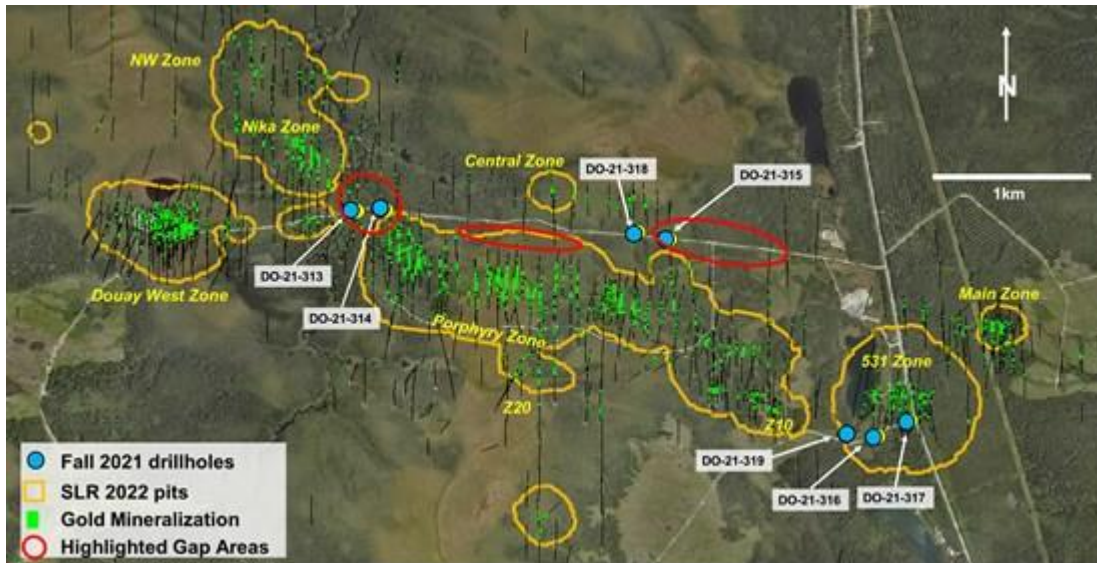 NW Zone
N
Nika Zone
Central Zone
DO-21-318
DO-21-315
1km
DO-21-313
Douay West Zone
DO-21-314
Main Zone
Porphyry Zone
531 Zone
Z20
Z10
DO-21-319
DO-21-316
DO-21-317
Fall 2021 drillholes
SLR 2022 pits
Gold Mineralization
Highlighted Gap Areas